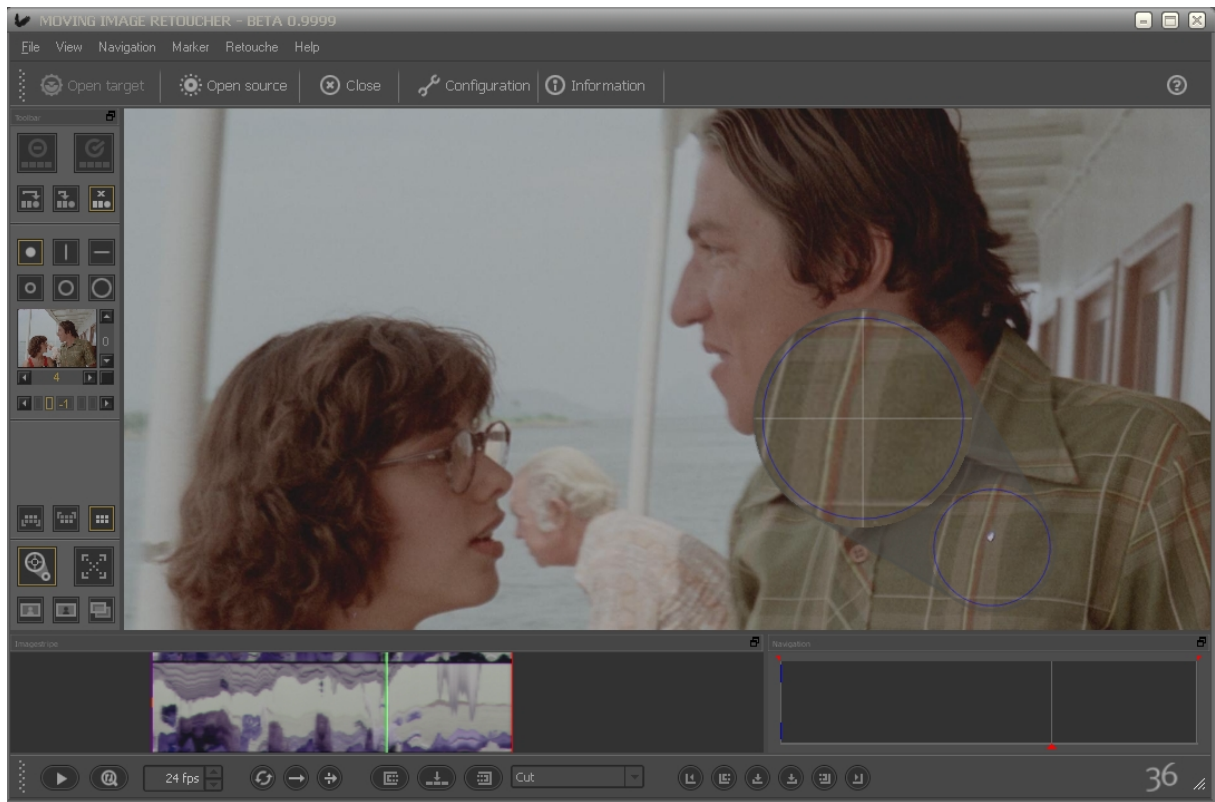 MOVING IMAGE RETOUCHER - BETA 0.9999
File View Navigation Marker Retouche Help
Open target Open source Close Configuration Information ?
Toolbar
0
4
-1
Imagestripe Navigation
24 fps Cut 36